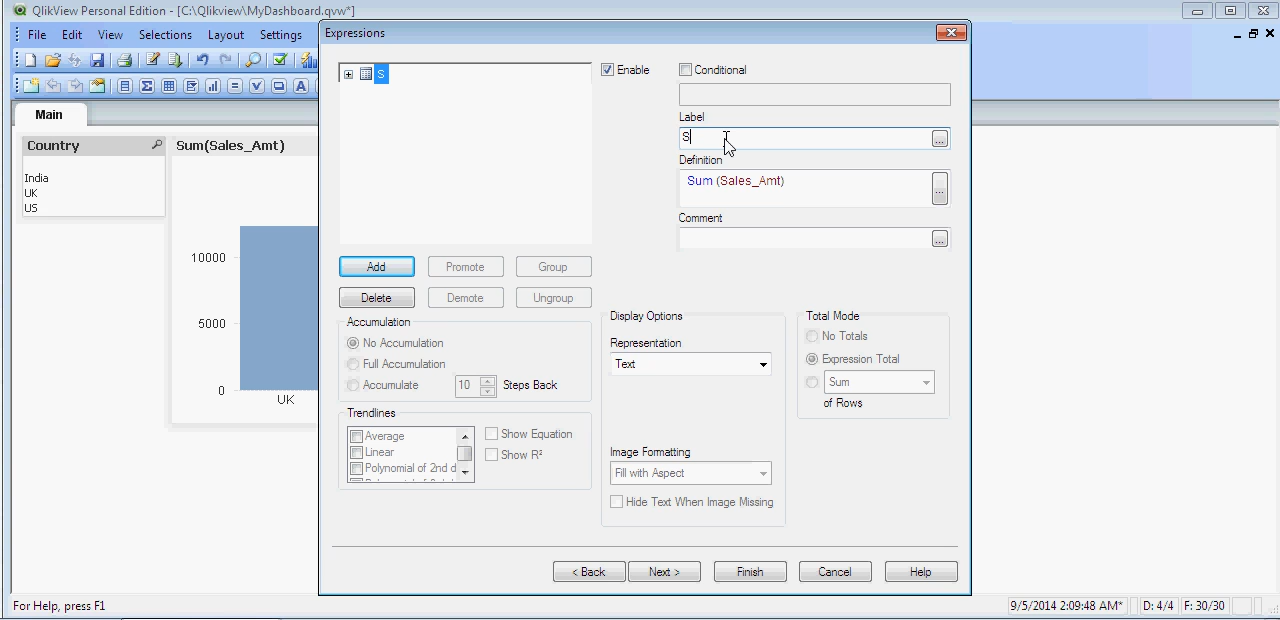 QlikView Personal Edition - [C:\Qlikview\MyDashboard.qvw*]
File Edit View Selections Layout Settings
Main
Country
India
UK
US
Sum(Sales_Amt)
10000
5000
0
UK
Expressions
S
Enable
Conditional
Label
S
...
Definition
Sum (Sales_Amt)
...
Comment
...
Add Promote Group
Delete Demote Ungroup
Accumulation
No Accumulation
Full Accumulation
Accumulate 10 Steps Back
Trendlines
Average
Linear
Polynomial of 2nd d
Show Equation
Show R²
Display Options
Representation
Text
Image Formatting
Fill with Aspect
Hide Text When Image Missing
Total Mode
No Totals
Expression Total
Sum
of Rows
< Back Next > Finish Cancel Help
For Help, press F1
9/5/2014 2:09:48 AM* D: 4/4 F: 30/30